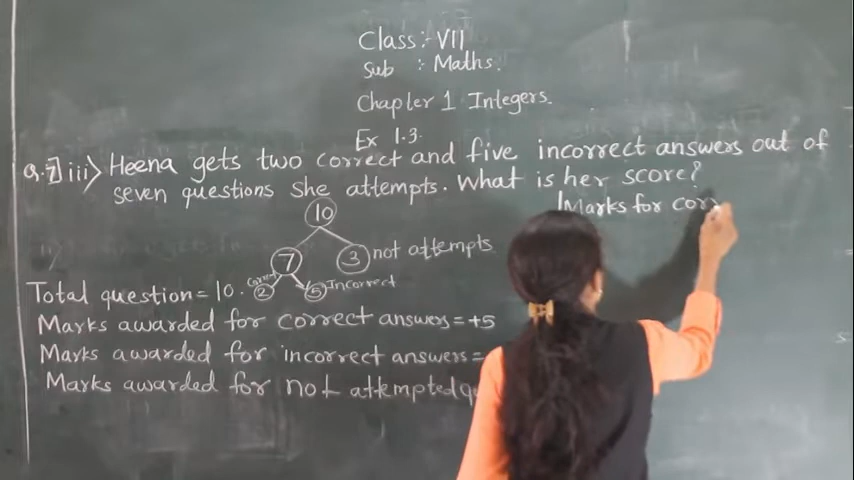 Class:- VII
Sub : Maths.
Chapler 1 Integers.
Ex 1.3.
Q.7] iii> Heena gets two correct and five incorrect answers out of
seven questions she attempts. What is her score?
Marks for corr
10
7 3 not attempts
2 5 Incorrect
Total question = 10.
Marks awarded for correct answers = +5
Marks awarded for incorrect answers =
Marks awarded for not attempted